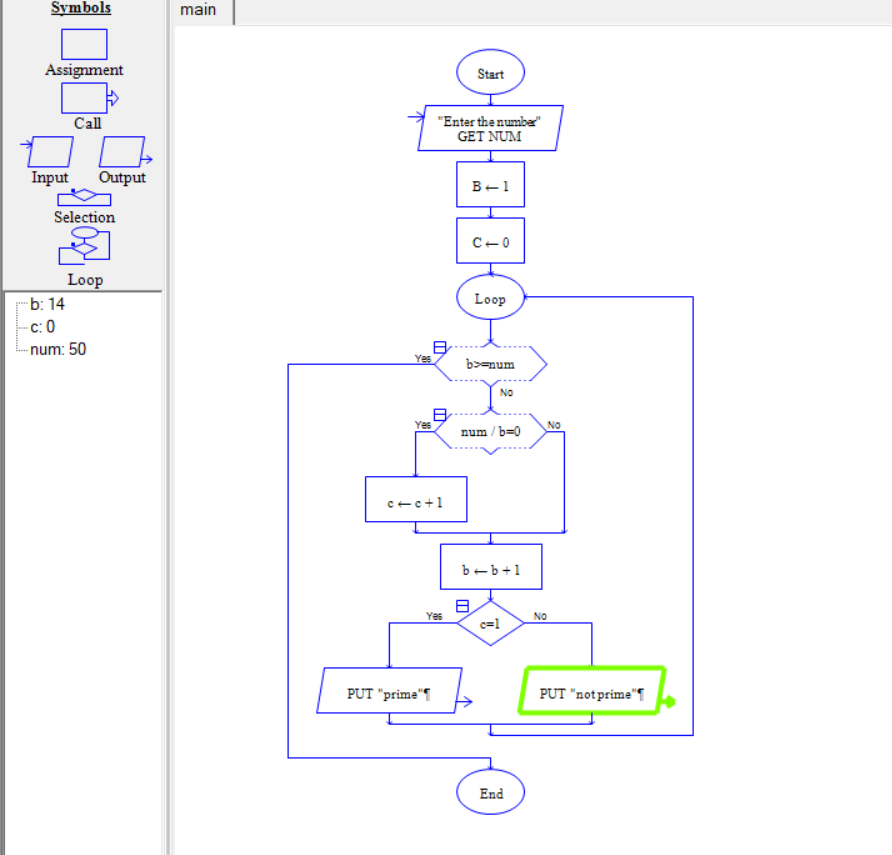 Symbols
main
Assignment
Call
Input
Output
Selection
Loop
b: 14
c: 0
num: 50
Start
"Enter the number"
GET NUM
B ← 1
C ← 0
Loop
Yes
b>=num
No
Yes
num / b=0
No
c ← c + 1
b ← b + 1
Yes
c=1
No
PUT "prime"¶
PUT "not prime"¶
End